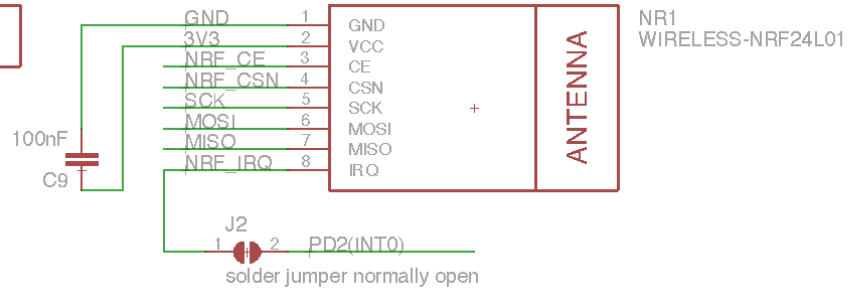 GND 1 GND
3V3 2 VCC
NRF_CE 3 CE
NRF_CSN 4 CSN
SCK 5 SCK
MOSI 6 MOSI
MISO 7 MISO
NRF_IRQ 8 IRQ
ANTENNA
NR1
WIRELESS-NRF24L01
100nF
C9
J2
1 2 PD2(INT0)
solder jumper normally open